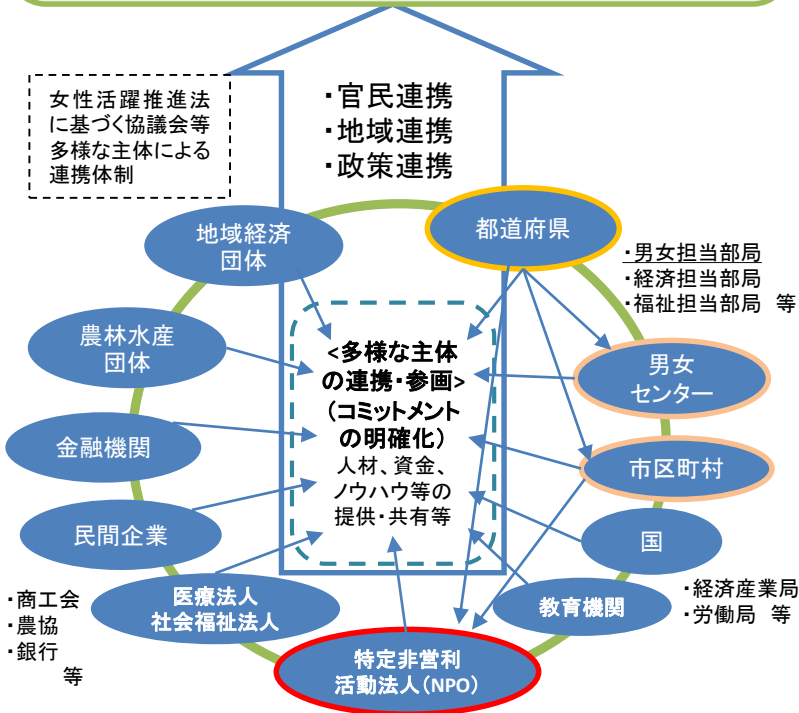 女性活躍推進法
に基づく協議会等
多様な主体による
連携体制
・官民連携
・地域連携
・政策連携
地域経済
団体
都道府県
・男女担当部局
・経済担当部局
・福祉担当部局 等
農林水産
団体
<多様な主体
の連携・参画>
(コミットメント
の明確化)
人材、資金、
ノウハウ等の
提供・共有等
男女
センター
金融機関
市区町村
民間企業
国
・商工会
・農協
・銀行
等
医療法人
社会福祉法人
教育機関
・経済産業局
・労働局 等
特定非営利
活動法人(NPO)